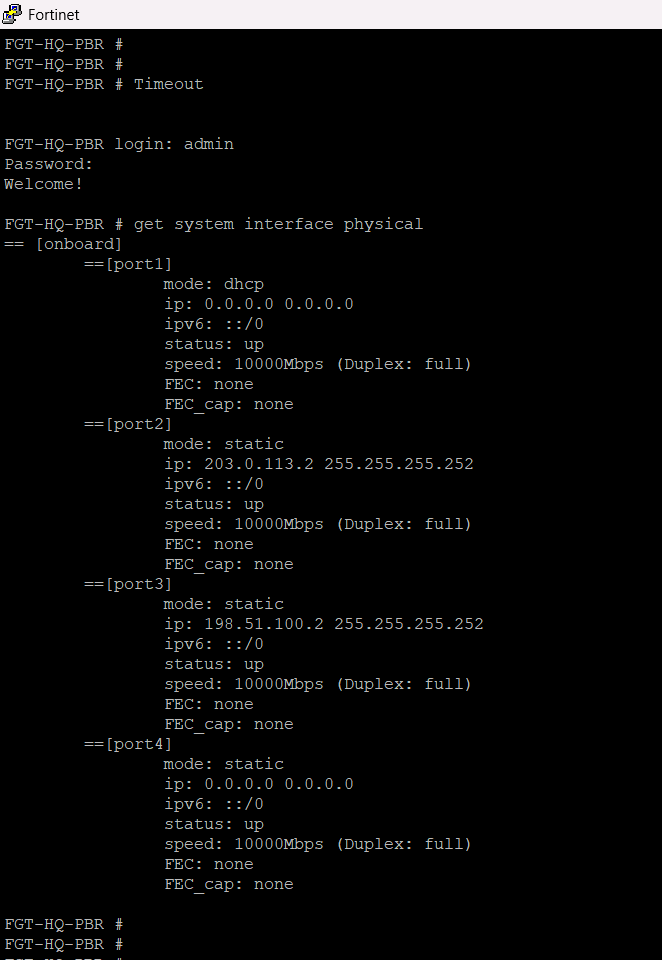 Fortinet
FGT-HQ-PBR #
FGT-HQ-PBR #
FGT-HQ-PBR # Timeout
FGT-HQ-PBR login: admin
Password:
Welcome!
FGT-HQ-PBR # get system interface physical
== [onboard]
==[port1]
mode: dhcp
ip: 0.0.0.0 0.0.0.0
ipv6: ::/0
status: up
speed: 10000Mbps (Duplex: full)
FEC: none
FEC_cap: none
==[port2]
mode: static
ip: 203.0.113.2 255.255.255.252
ipv6: ::/0
status: up
speed: 10000Mbps (Duplex: full)
FEC: none
FEC_cap: none
==[port3]
mode: static
ip: 198.51.100.2 255.255.255.252
ipv6: ::/0
status: up
speed: 10000Mbps (Duplex: full)
FEC: none
FEC_cap: none
==[port4]
mode: static
ip: 0.0.0.0 0.0.0.0
ipv6: ::/0
status: up
speed: 10000Mbps (Duplex: full)
FEC: none
FEC_cap: none
FGT-HQ-PBR #
FGT-HQ-PBR #